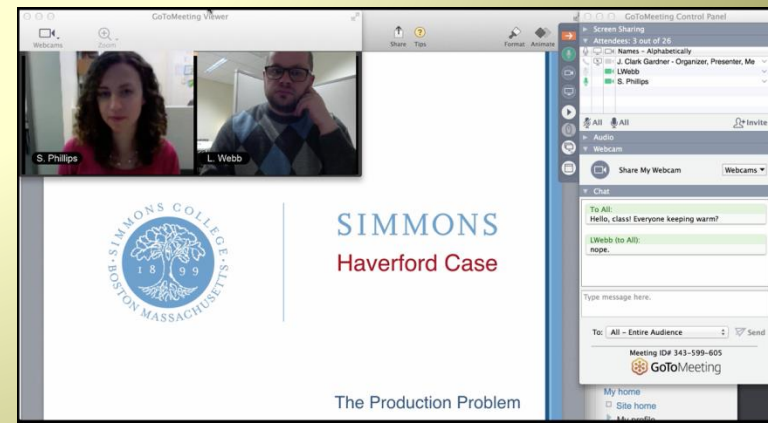 GoToMeeting Viewer
Webcams
Zoom
S. Phillips
L. Webb
Share
Tips
Format
Animate
SIMMONS COLLEGE
1899
BOSTON MASSACHUSETTS
SIMMONS
Haverford Case
The Production Problem
GoToMeeting Control Panel
Screen Sharing
Attendees: 3 out of 26
Names - Alphabetically
J. Clark Gardner - Organizer, Presenter, Me
LWebb
S. Phillips
All
All
Invite
Audio
Webcam
Share My Webcam
Webcams
Chat
To All:
Hello, class! Everyone keeping warm?
LWebb (to All):
nope.
Type message here.
To: All - Entire Audience
Send
Meeting ID# 343-599-605
GoToMeeting
My home
Site home
My profile